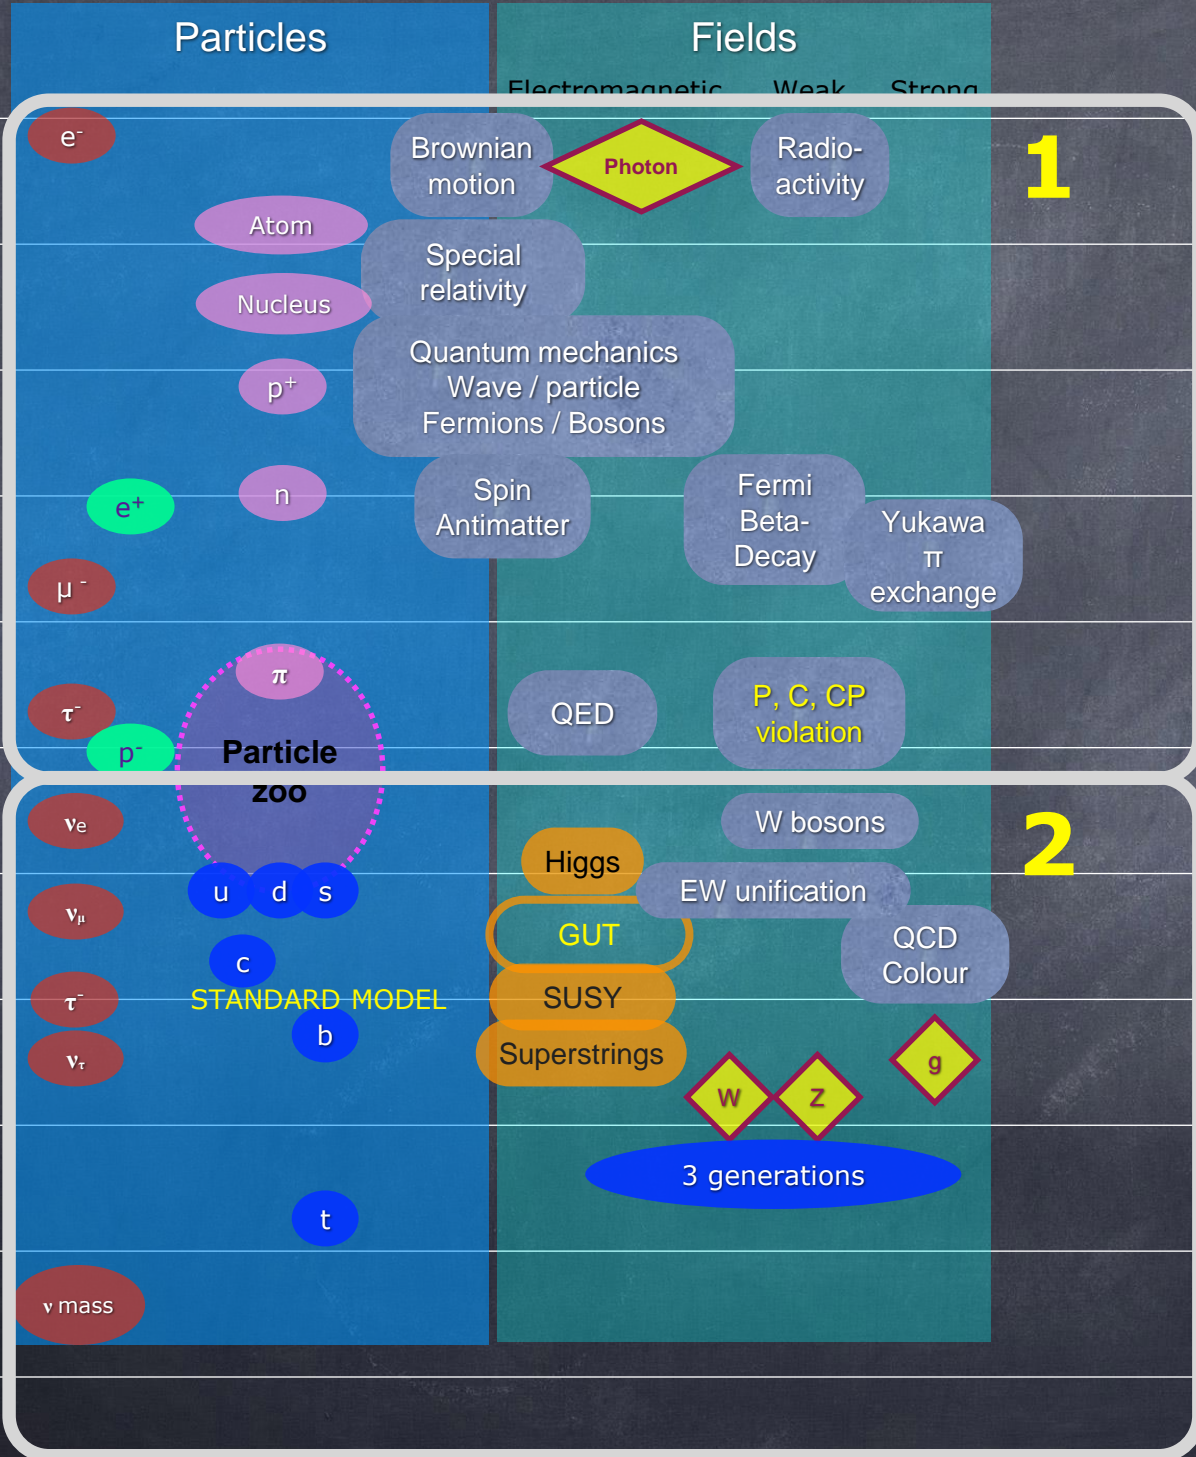 Particles
Fields
Electromagnetic Weak Strong
1
e-
Brownian
motion
Photon
Radio-
activity
Atom
Special
relativity
Nucleus
Quantum mechanics
Wave / particle
Fermions / Bosons
p+
e+
n
Spin
Antimatter
Fermi
Beta-
Decay
Yukawa
π
exchange
μ-
π
τ-
p-
Particle
zoo
QED
P, C, CP
violation
2
νe
W bosons
Higgs
u d s
EW unification
νμ
GUT
QCD
Colour
c
τ-
STANDARD MODEL
SUSY
b
ντ
Superstrings
W
Z
g
3 generations
t
ν mass